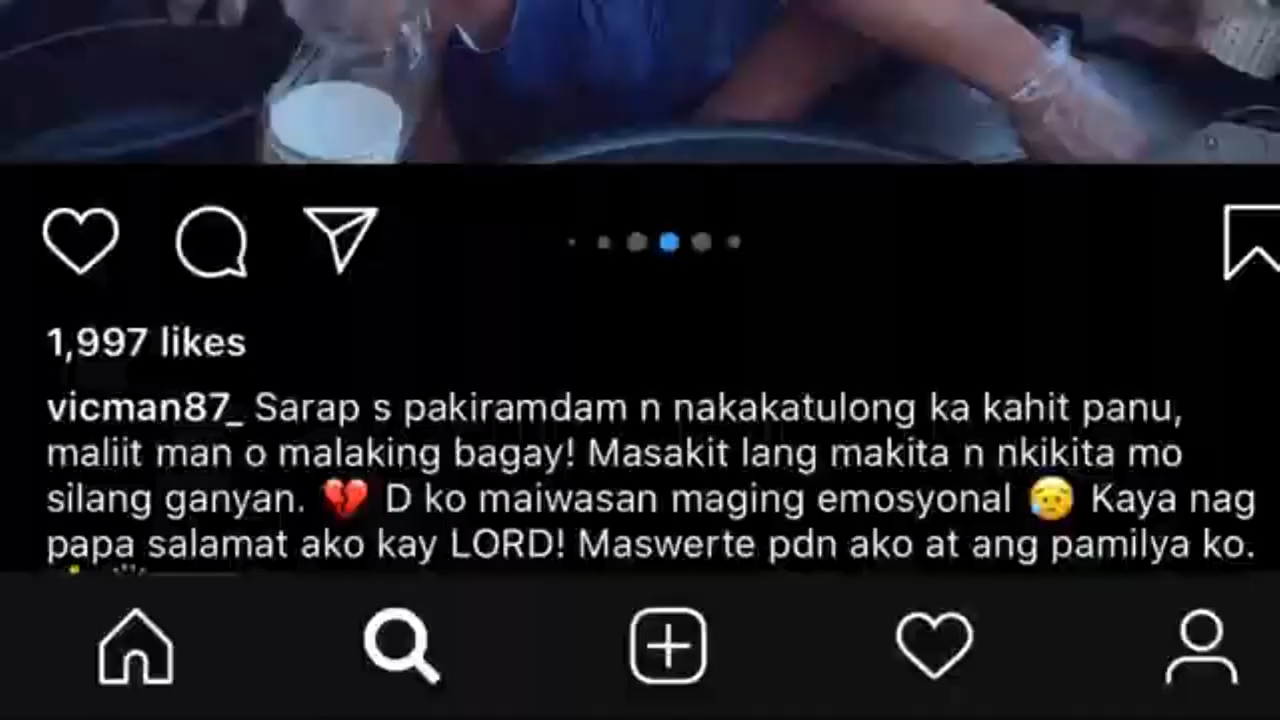 1,997 likes
vicman87_ Sarap s pakiramdam n nakakatulong ka kahit panu,
maliit man o malaking bagay! Masakit lang makita n nkikita mo
silang ganyan. 💔 D ko maiwasan maging emosyonal 😥 Kaya nag
papa salamat ako kay LORD! Maswerte pdn ako at ang pamilya ko.